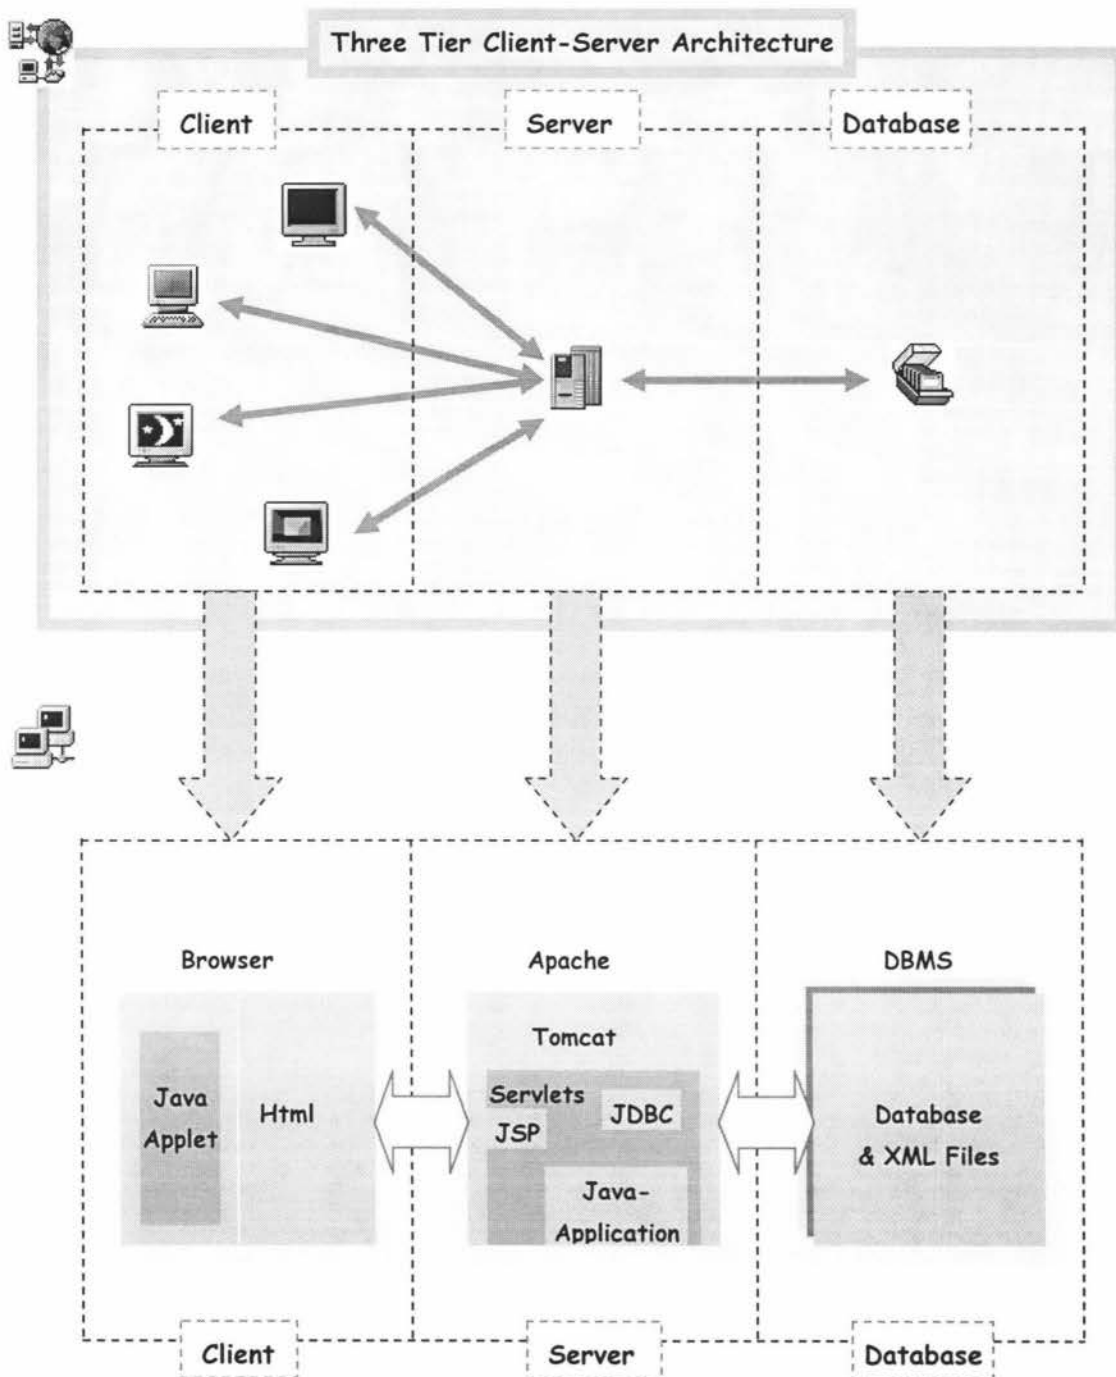 Three Tier Client-Server Architecture
Client
Server
Database
Browser
Apache
DBMS
Java
Applet
Html
Tomcat
Servlets
JSP
JDBC
Java-
Application
Database
& XML Files
Client
Server
Database